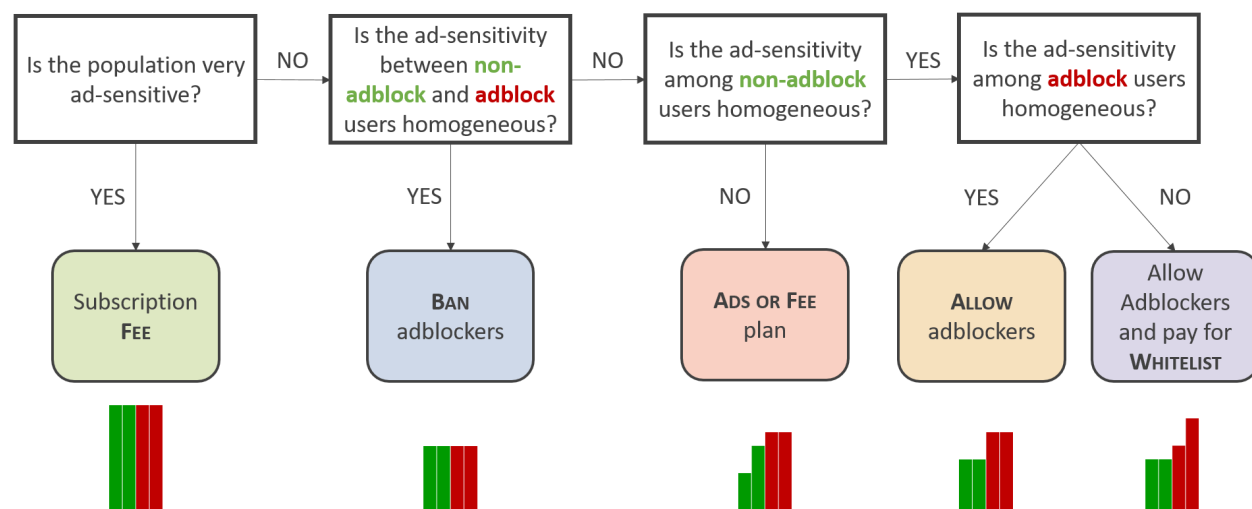 Is the population very
ad-sensitive?
NO
Is the ad-sensitivity
between non-
adblock and adblock
users homogeneous?
NO
Is the ad-sensitivity
among non-adblock
users homogeneous?
YES
Is the ad-sensitivity
among adblock users
homogeneous?
YES
YES
NO
YES
NO
Subscription
FEE
BAN
adblockers
ADS OR FEE
plan
ALLOW
adblockers
Allow
Adblockers
and pay for
WHITELIST